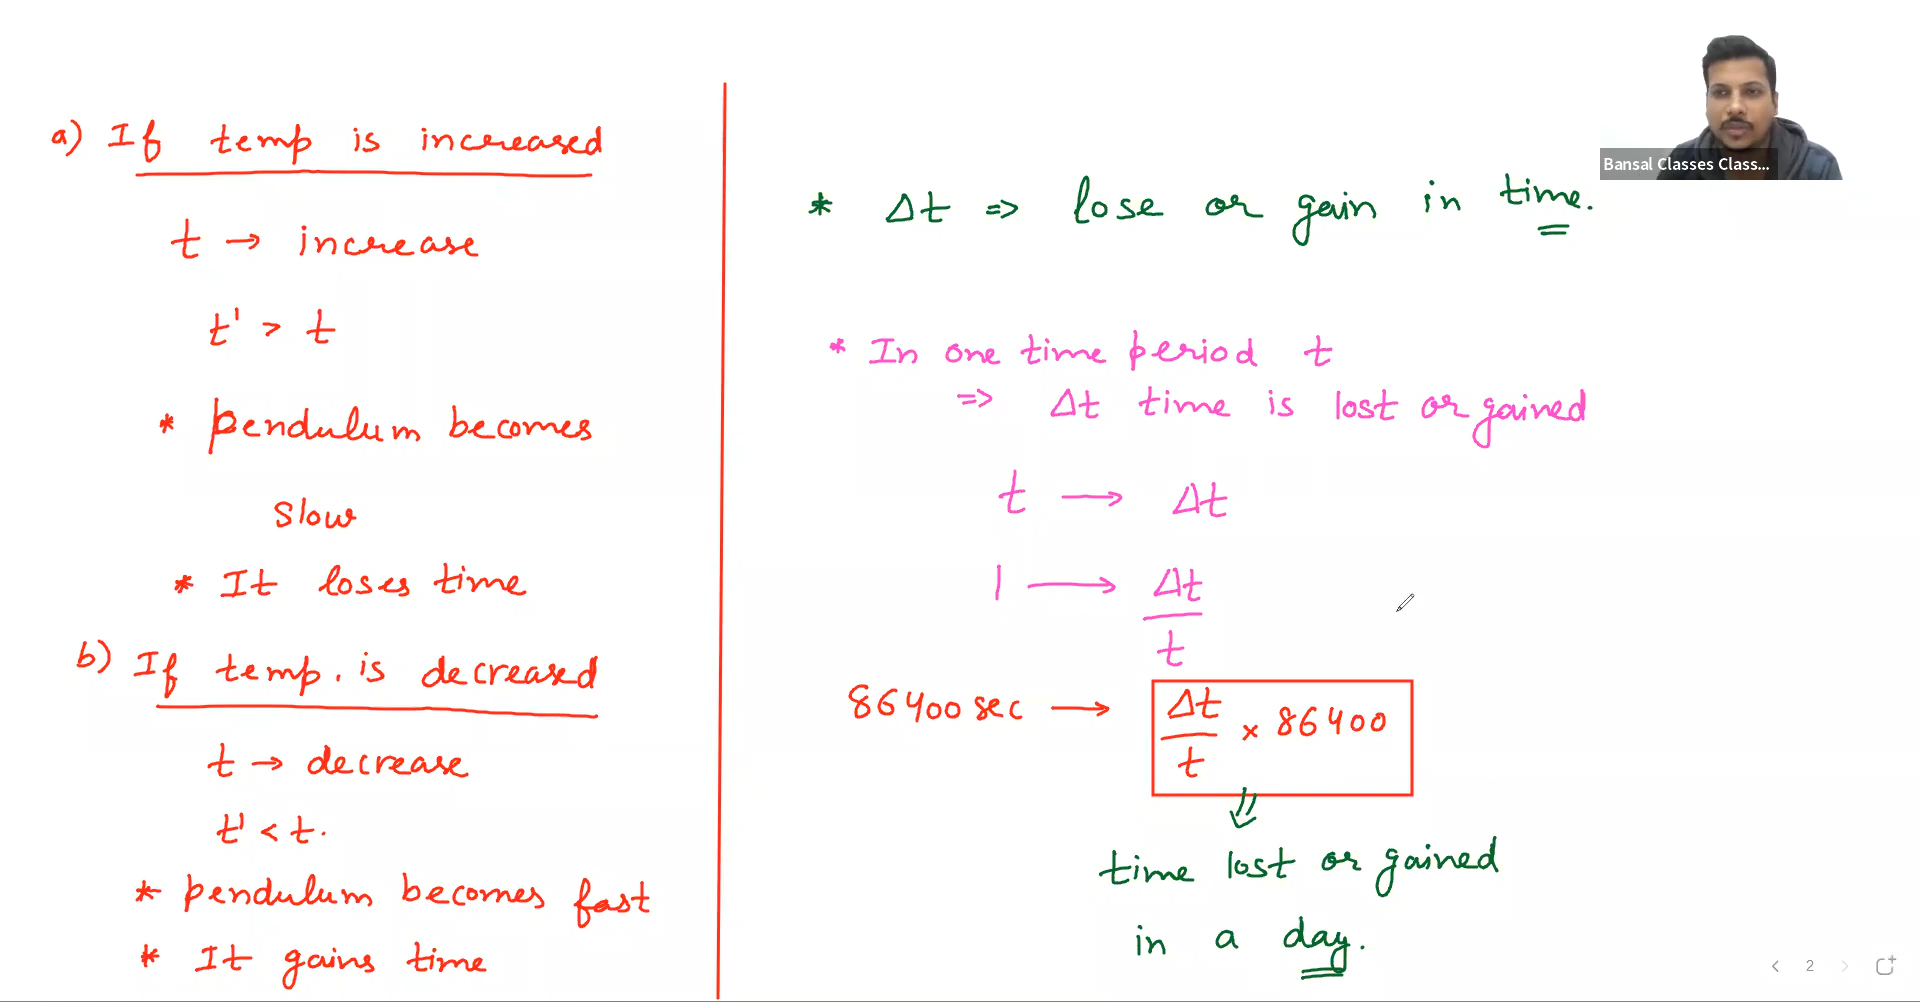 a) If temp is increased
t → increase
t' > t
* pendulum becomes
slow
* It loses time
b) If temp. is decreased
t → decrease
t' < t.
* pendulum becomes fast
* It gains time
* Δt ⇒ lose or gain in time.
* In one time period t
⇒ Δt time is lost or gained
t → Δt
1 → Δt/t
86400 sec → Δt/t × 86400
time lost or gained
in a day.
Bansal Classes Class...
2